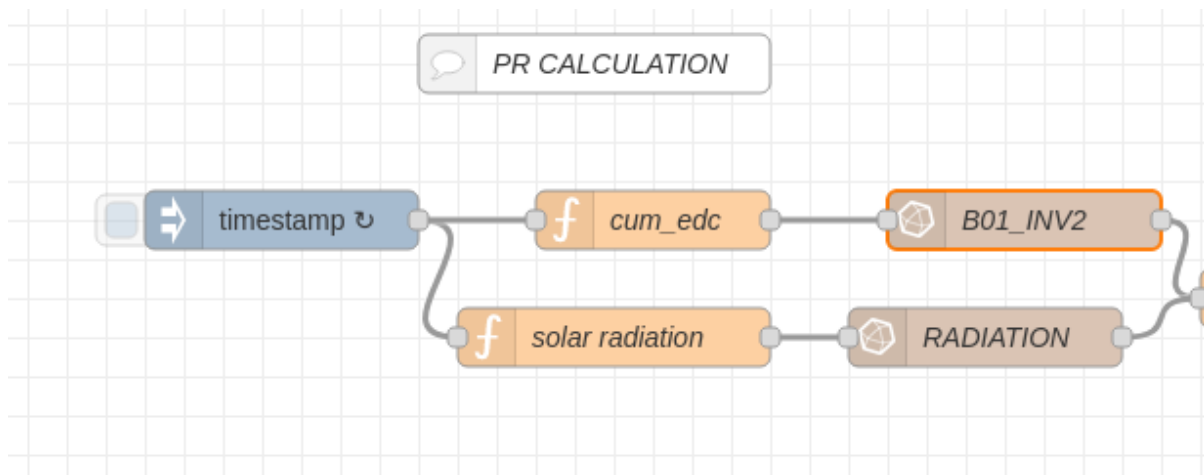 PR CALCULATION
timestamp ↻
cum_edc
B01_INV2
solar radiation
RADIATION